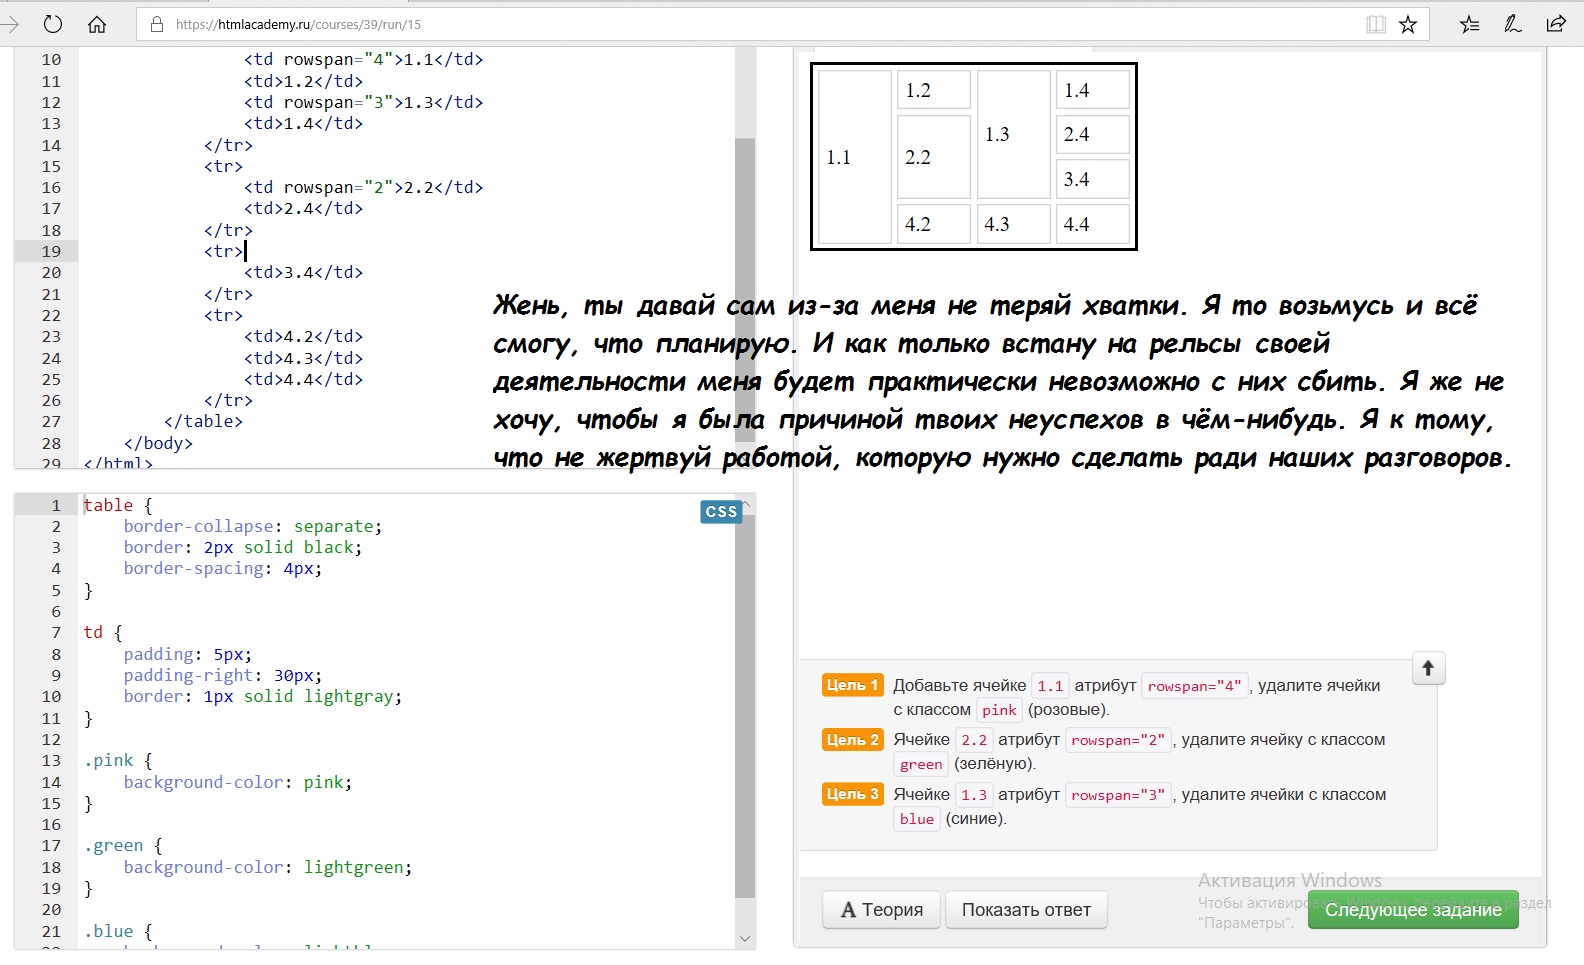 https://htmlacademy.ru/courses/39/run/15
10 <td rowspan="4">1.1</td>
11 <td>1.2</td>
12 <td rowspan="3">1.3</td>
13 <td>1.4</td>
14 </tr>
15 <tr>
16 <td rowspan="2">2.2</td>
17 <td>2.4</td>
18 </tr>
19 <tr>
20 <td>3.4</td>
21 </tr>
22 <tr>
23 <td>4.2</td>
24 <td>4.3</td>
25 <td>4.4</td>
26 </tr>
27 </table>
28 </body>
29 </html>
1.1 1.2 1.3 1.4
2.2 2.4
3.4
4.2 4.3 4.4
Жень, ты давай сам из-за меня не теряй хватки. Я то возьмусь и всё
смогу, что планирую. И как только встану на рельсы своей
деятельности меня будет практически невозможно с них сбить. Я же не
хочу, чтобы я была причиной твоих неуспехов в чём-нибудь. Я к тому,
что не жертвуй работой, которую нужно сделать ради наших разговоров.
CSS
1 table {
2 border-collapse: separate;
3 border: 2px solid black;
4 border-spacing: 4px;
5 }
6
7 td {
8 padding: 5px;
9 padding-right: 30px;
10 border: 1px solid lightgray;
11 }
12
13 .pink {
14 background-color: pink;
15 }
16
17 .green {
18 background-color: lightgreen;
19 }
20
21 .blue {
Цель 1 Добавьте ячейке 1.1 атрибут rowspan="4", удалите ячейки
с классом pink (розовые).
Цель 2 Ячейке 2.2 атрибут rowspan="2", удалите ячейку с классом
green (зелёную).
Цель 3 Ячейке 1.3 атрибут rowspan="3", удалите ячейки с классом
blue (синие).
A Теория
Показать ответ
Следующее задание
Активация Windows
Чтобы активировать Windows, перейдите в раздел
"Параметры".